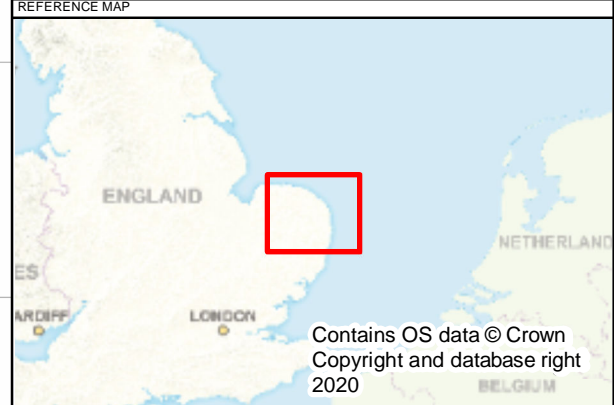 REFERENCE MAP
ENGLAND
NETHERLAND
ES
ARDIFF
LONDON
Contains OS data © Crown
Copyright and database right
2020
BELGIUM